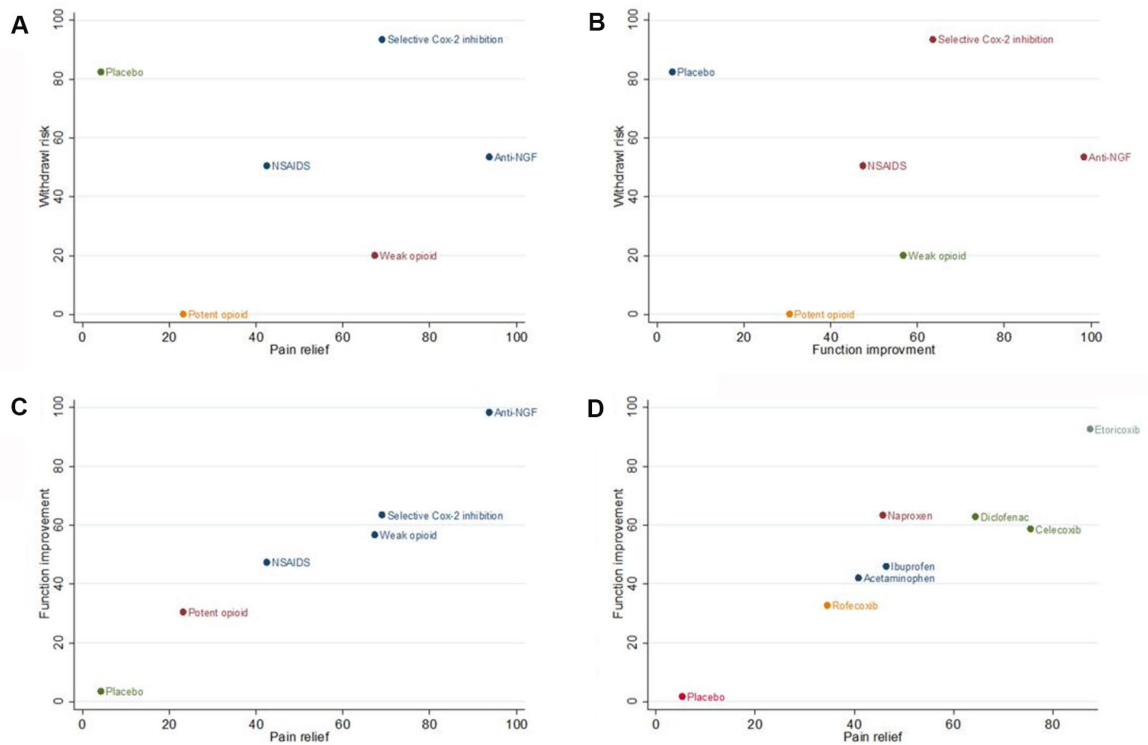 A
100
80
60
40
20
0
Withdrawl risk
Selective Cox-2 inhibition
Placebo
Anti-NGF
NSAIDS
Weak opioid
Potent opioid
0 20 40 60 80 100
Pain relief
B
100
80
60
40
20
0
Withdrawl risk
Selective Cox-2 inhibition
Placebo
Anti-NGF
NSAIDS
Weak opioid
Potent opioid
0 20 40 60 80 100
Function improvment
C
100
80
60
40
20
0
Function improvement
Anti-NGF
Selective Cox-2 inhibition
Weak opioid
NSAIDS
Potent opioid
Placebo
0 20 40 60 80 100
Pain relief
D
100
80
60
40
20
0
Function improvement
Etoricoxib
Naproxen
Diclofenac
Celecoxib
Ibuprofen
Acetaminophen
Rofecoxib
Placebo
0 20 40 60 80
Pain relief